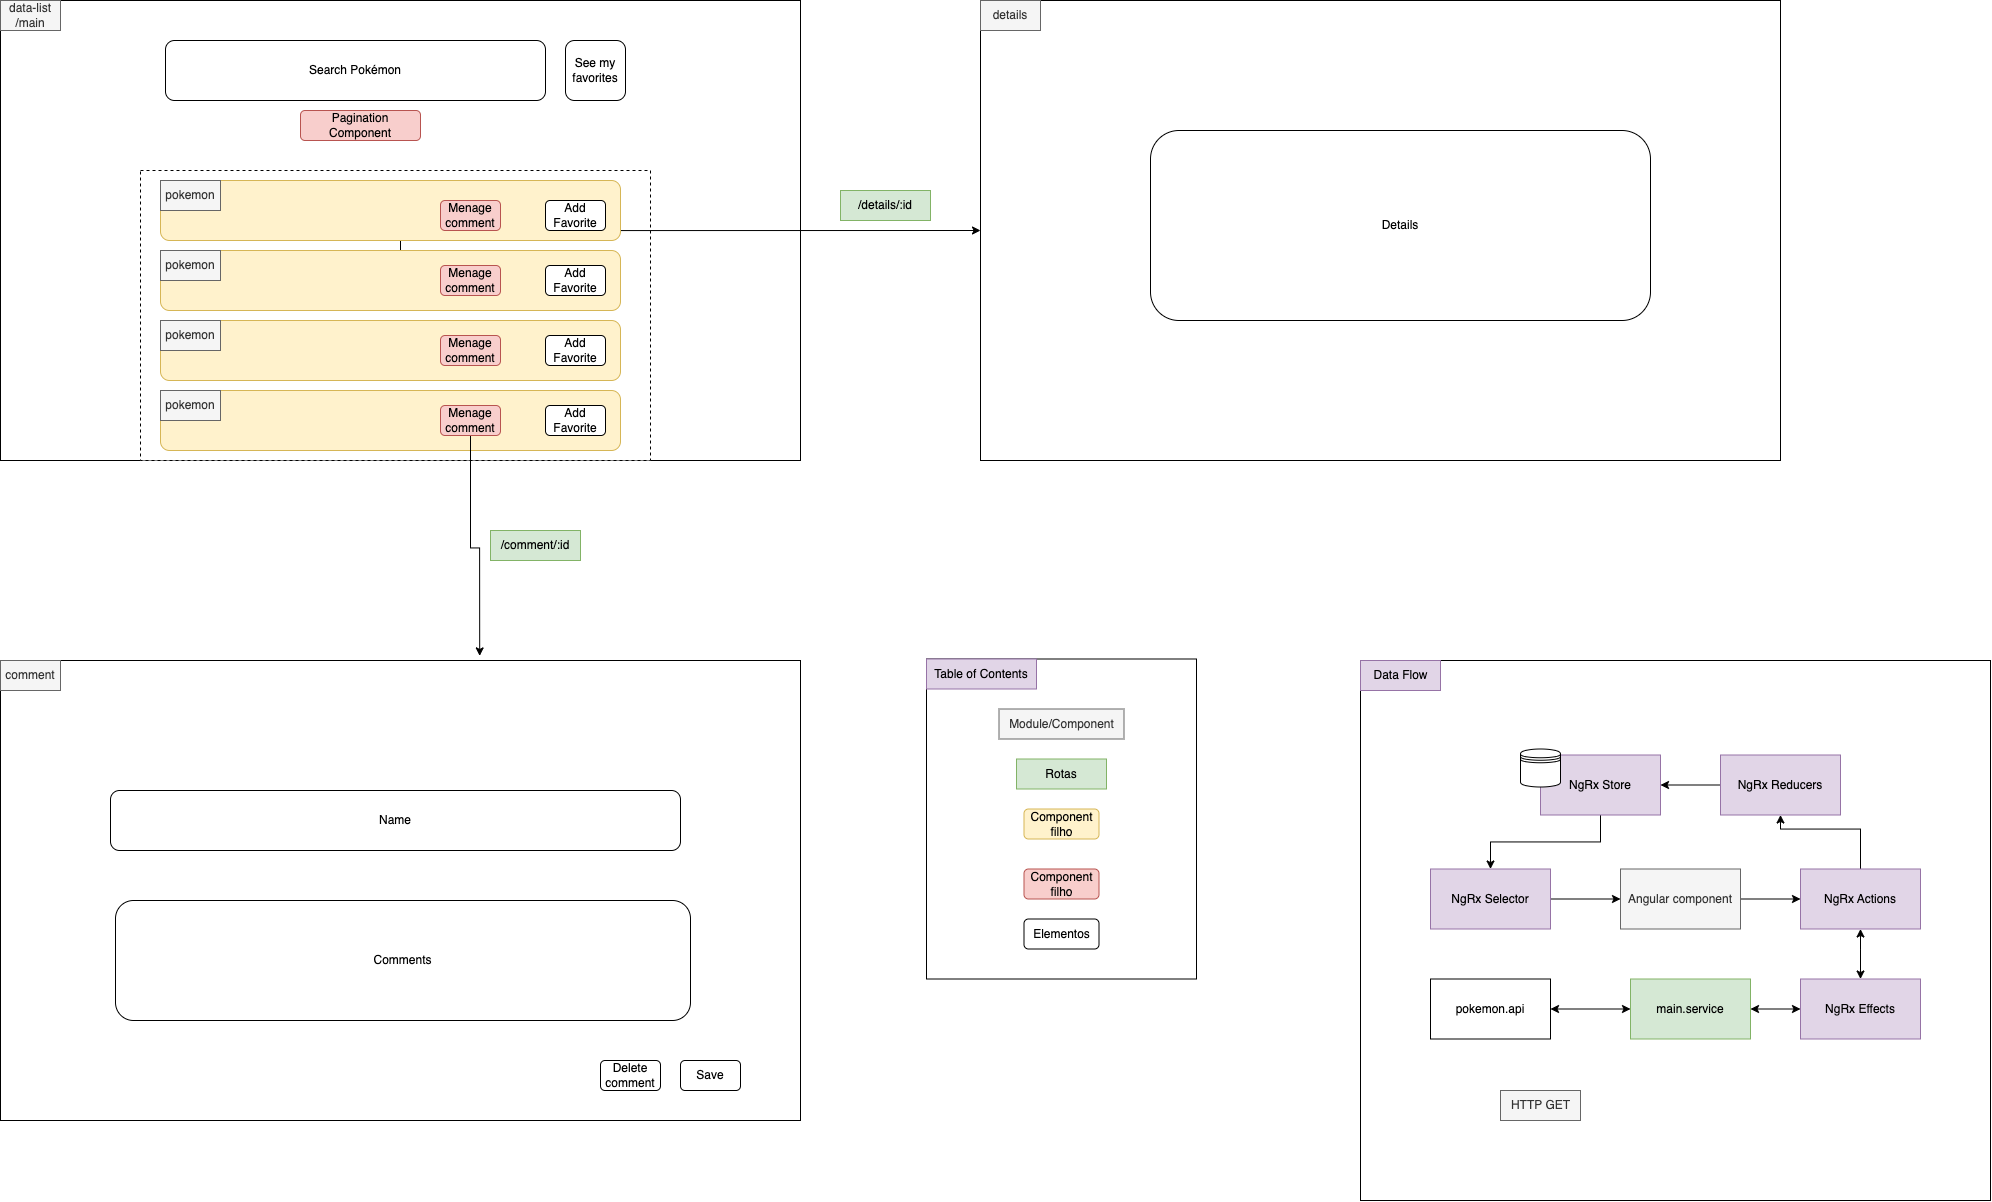 data-list
/main
Search Pokémon
See my
favorites
Pagination
Component
pokemon
Menage
comment
Add
Favorite
pokemon
Menage
comment
Add
Favorite
pokemon
Menage
comment
Add
Favorite
pokemon
Menage
comment
Add
Favorite
/details/:id
details
Details
/comment/:id
comment
Name
Comments
Delete
comment
Save
Table of Contents
Module/Component
Rotas
Component
filho
Component
filho
Elementos
Data Flow
NgRx Store
NgRx Reducers
NgRx Selector
Angular component
NgRx Actions
pokemon.api
main.service
NgRx Effects
HTTP GET